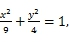 x²/9 + y²/4 = 1,